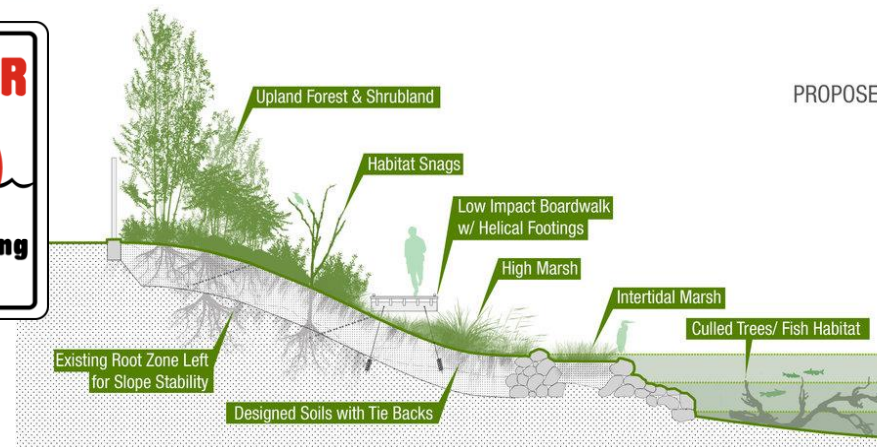 R
ng
PROPOSE
Upland Forest & Shrubland
Habitat Snags
Low Impact Boardwalk
w/ Helical Footings
High Marsh
Intertidal Marsh
Culled Trees/ Fish Habitat
Existing Root Zone Left
for Slope Stability
Designed Soils with Tie Backs